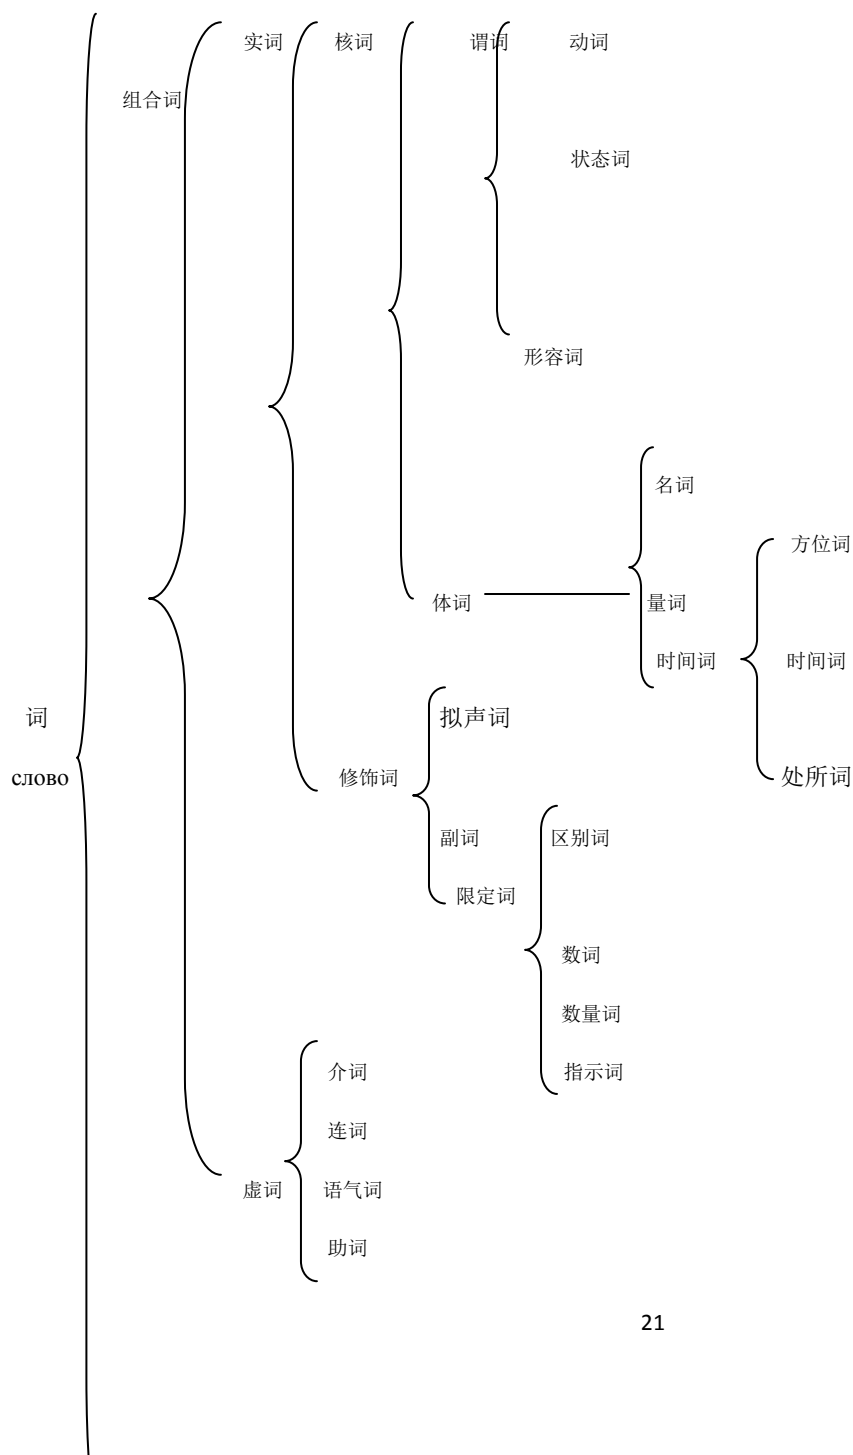 实词 核词 谓词 动词
组合词
状态词
形容词
名词
方位词
体词 量词
时间词 时间词
词 拟声词
слово 修饰词 处所词
副词 区别词
限定词
数词
数量词
介词 指示词
连词
虚词 语气词
助词
21